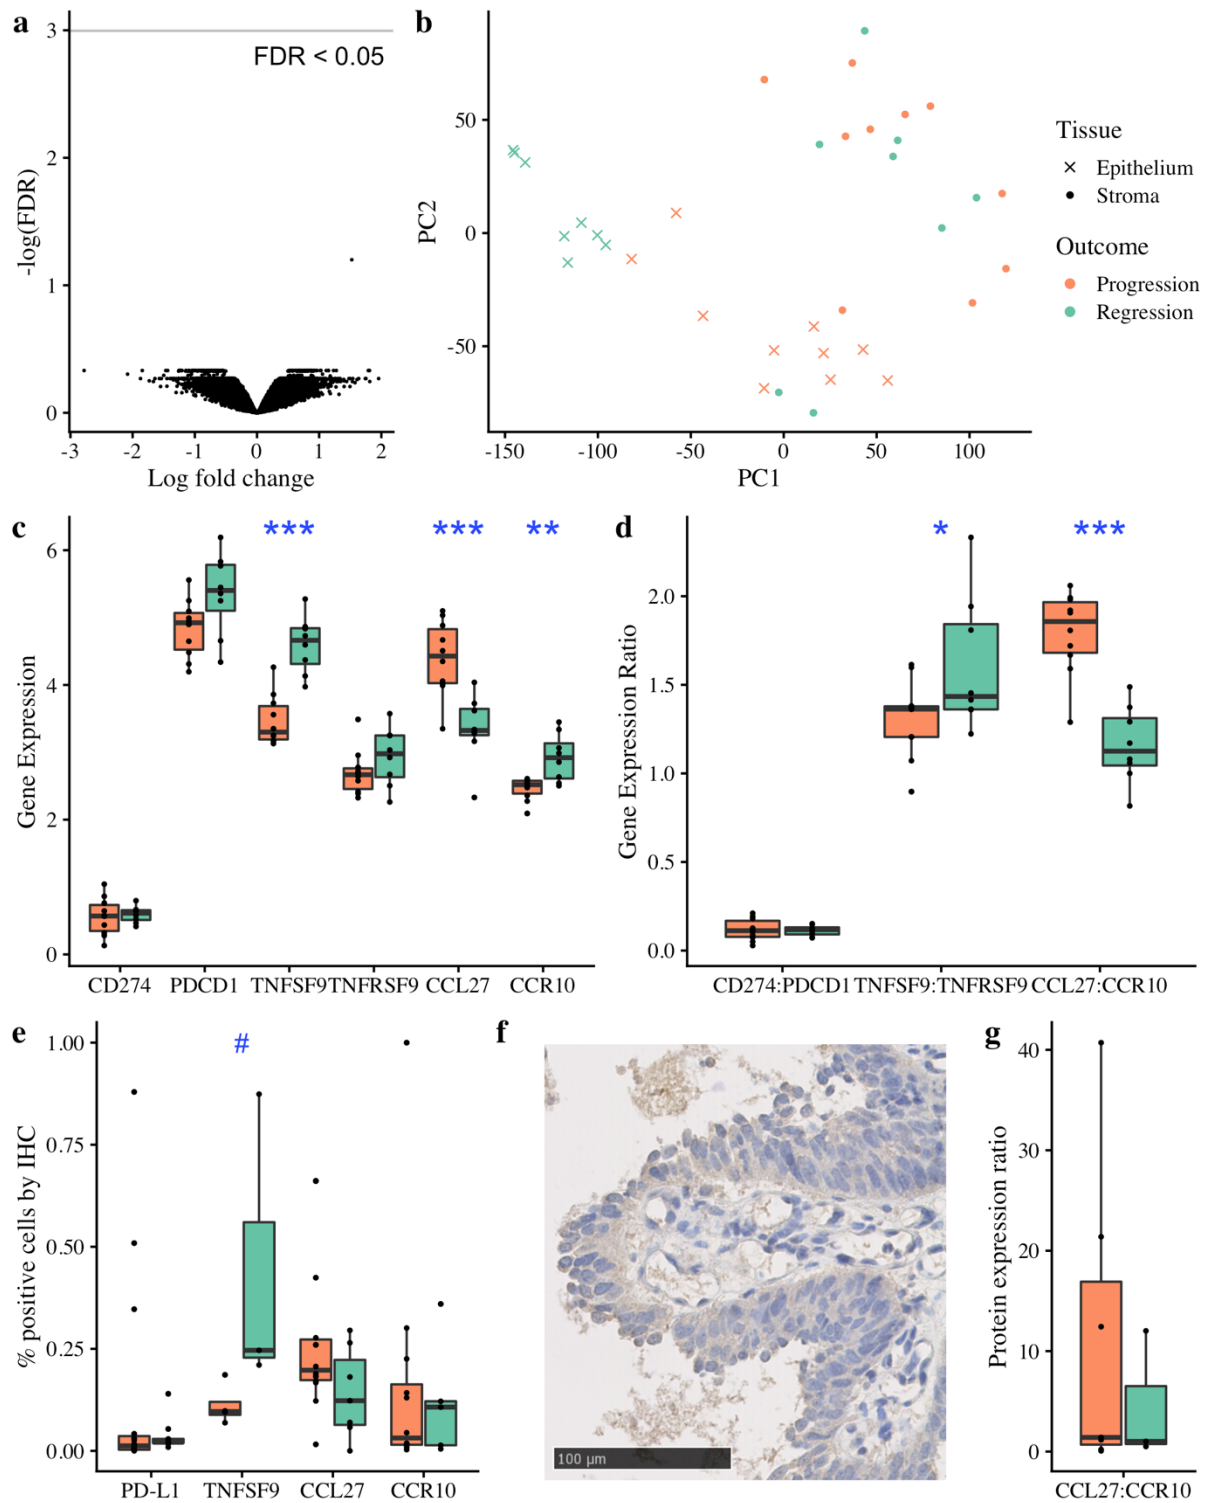 a
3
2
1
0
-log(FDR)
FDR < 0.05
-3 -2 -1 0 1 2
Log fold change
b
50
0
-50
PC2
-150 -100 -50 0 50 100
PC1
Tissue
Epithelium
Stroma
Outcome
Progression
Regression
c
*** *** **
6
4
2
0
Gene Expression
CD274 PDCD1 TNFSF9 TNFRSF9 CCL27 CCR10
d
* ***
2.0
1.5
1.0
0.5
0.0
Gene Expression Ratio
CD274:PDCD1 TNFSF9:TNFRSF9 CCL27:CCR10
e
#
1.00
0.75
0.50
0.25
0.00
% positive cells by IHC
PD-L1 TNFSF9 CCL27 CCR10
f
100 µm
g
40
30
20
10
0
Protein expression ratio
CCL27:CCR10